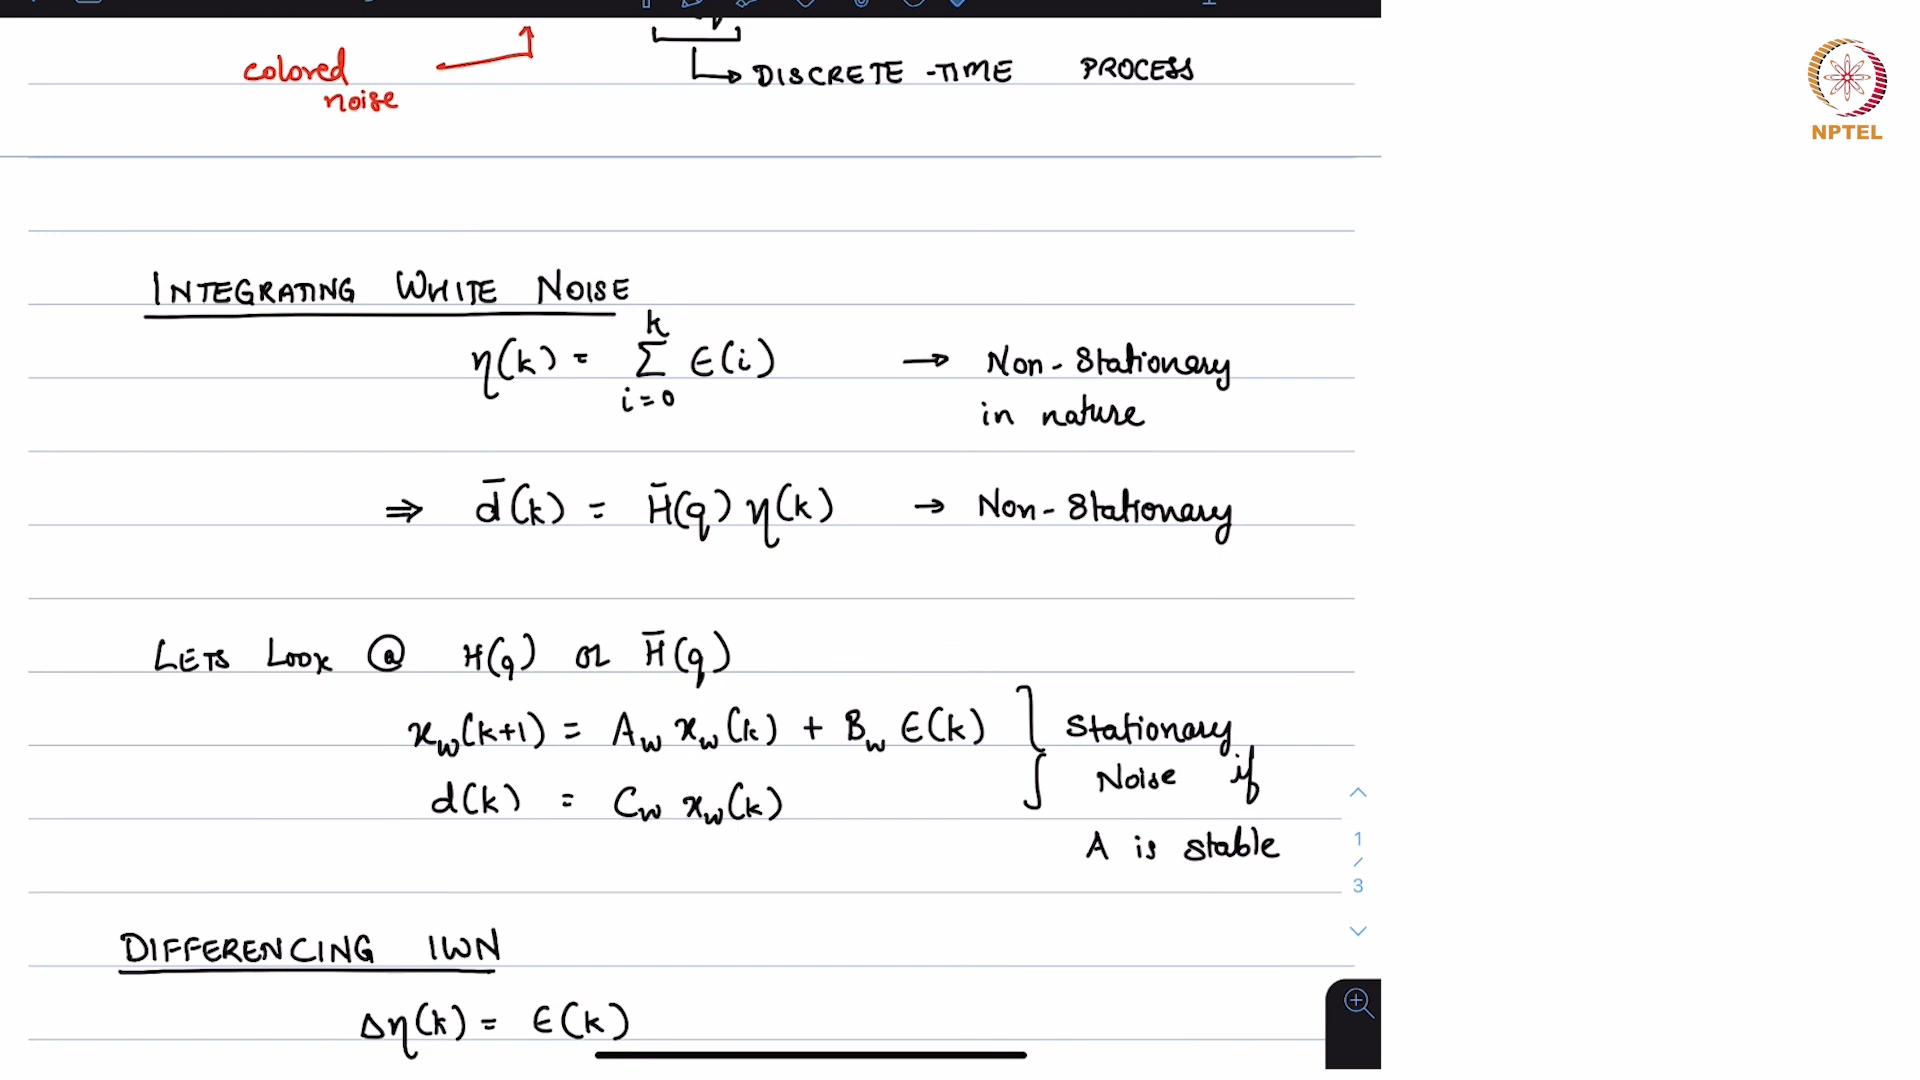 colored
noise
DISCRETE-TIME PROCESS
NPTEL
INTEGRATING WHITE NOISE
η(k) = Σ_{i=0}^{k} ϵ(i) → Non-Stationary
in nature
⇒ d̄(k) = H̄(q) η(k) → Non-Stationary
LETS LOOK @ H(q) OR H̄(q)
x_w(k+1) = A_w x_w(k) + B_w ϵ(k) } Stationary
Noise if
d(k) = C_w x_w(k)
A is stable
1
/
3
DIFFERENCING IWN
Δη(k) = ϵ(k)